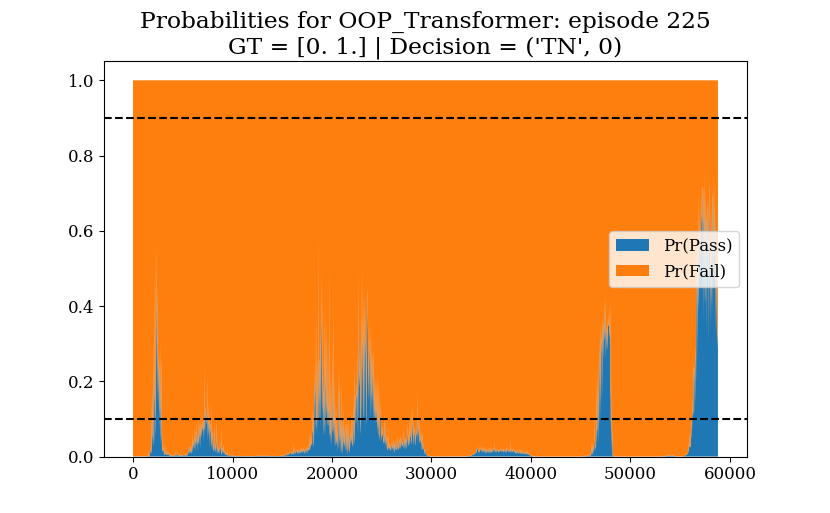 Probabilities for OOP_Transformer: episode 225
GT = [0. 1.] | Decision = ('TN', 0)
1.0
0.8
0.6
0.4
0.2
0.0
Pr(Pass)
Pr(Fail)
0 10000 20000 30000 40000 50000 60000